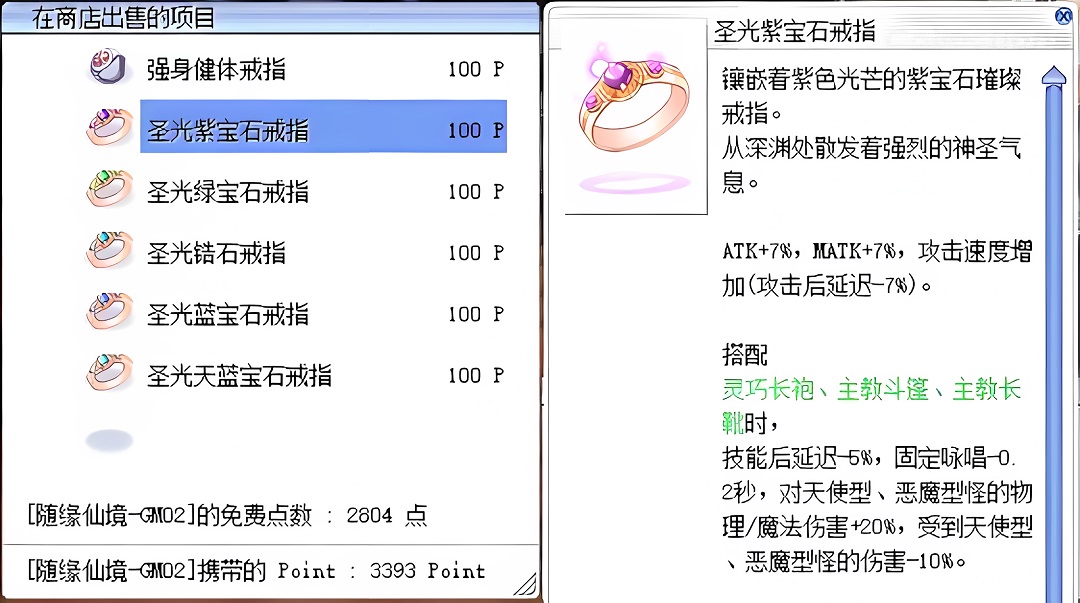 在商店出售的项目
强身健体戒指 100 P
圣光紫宝石戒指 100 P
圣光绿宝石戒指 100 P
圣光锆石戒指 100 P
圣光蓝宝石戒指 100 P
圣光天蓝宝石戒指 100 P
[随缘仙境-GM02]的免费点数 : 2804 点
[随缘仙境-GM02]携带的 Point : 3393 Point
圣光紫宝石戒指
镶嵌着紫色光芒的紫宝石璀璨
戒指。
从深渊处散发着强烈的神圣气
息。
ATK+7%，MATK+7%，攻击速度增
加(攻击后延迟-7%)。
搭配
灵巧长袍、主教斗篷、主教长
靴时，
技能后延迟-5%，固定咏唱-0.
2秒，对天使型、恶魔型怪的物
理/魔法伤害+20%，受到天使型
、恶魔型怪的伤害-10%。